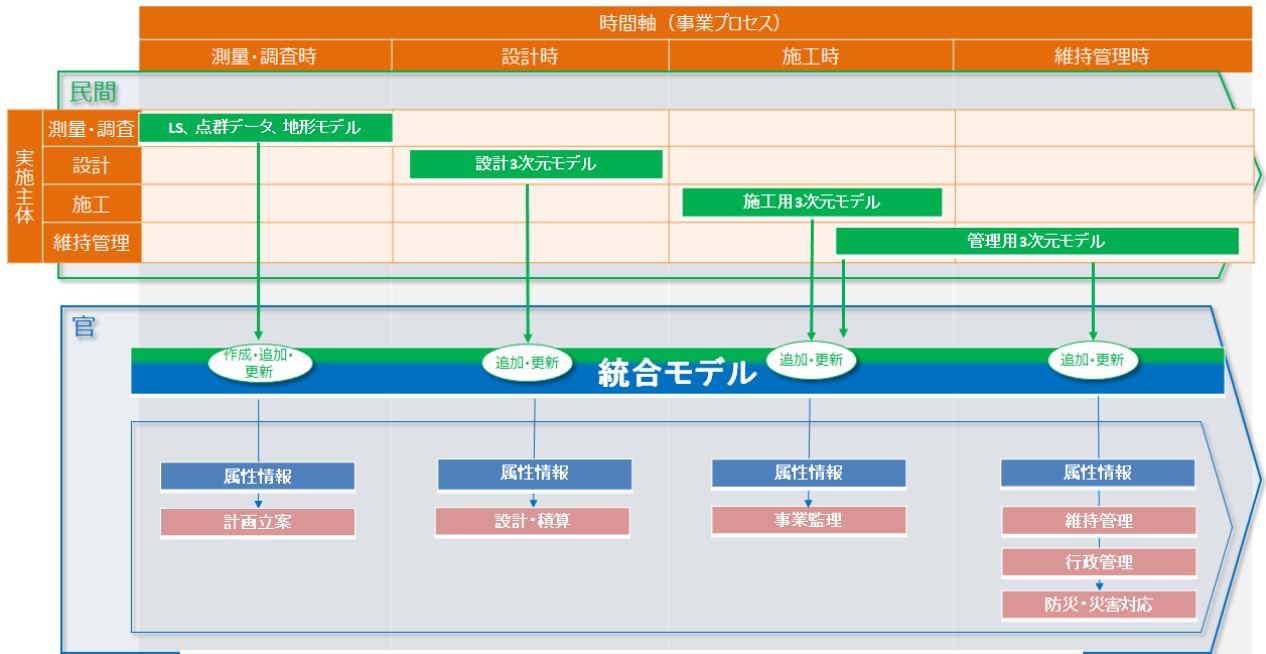 時間軸（事業プロセス）
測量・調査時
設計時
施工時
維持管理時
民間
実施主体
測量・調査
LS、点群データ、地形モデル
設計
設計3次元モデル
施工
施工用3次元モデル
維持管理
管理用3次元モデル
官
作成・追加・
更新
追加・更新
追加・更新
追加・更新
統合モデル
属性情報
属性情報
属性情報
属性情報
計画立案
設計・積算
事業監理
維持管理
行政管理
防災・災害対応